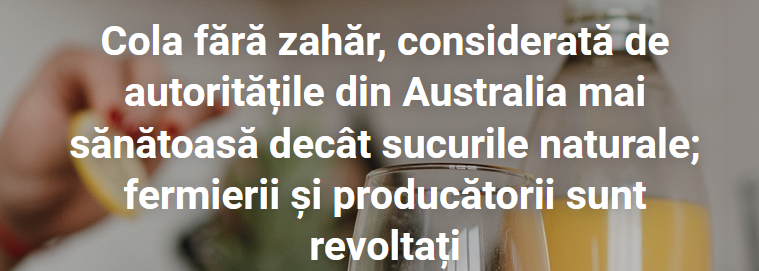 Cola fără zahăr, considerată de
autoritățile din Australia mai
sănătoasă decât sucurile naturale;
fermierii și producătorii sunt
revoltați